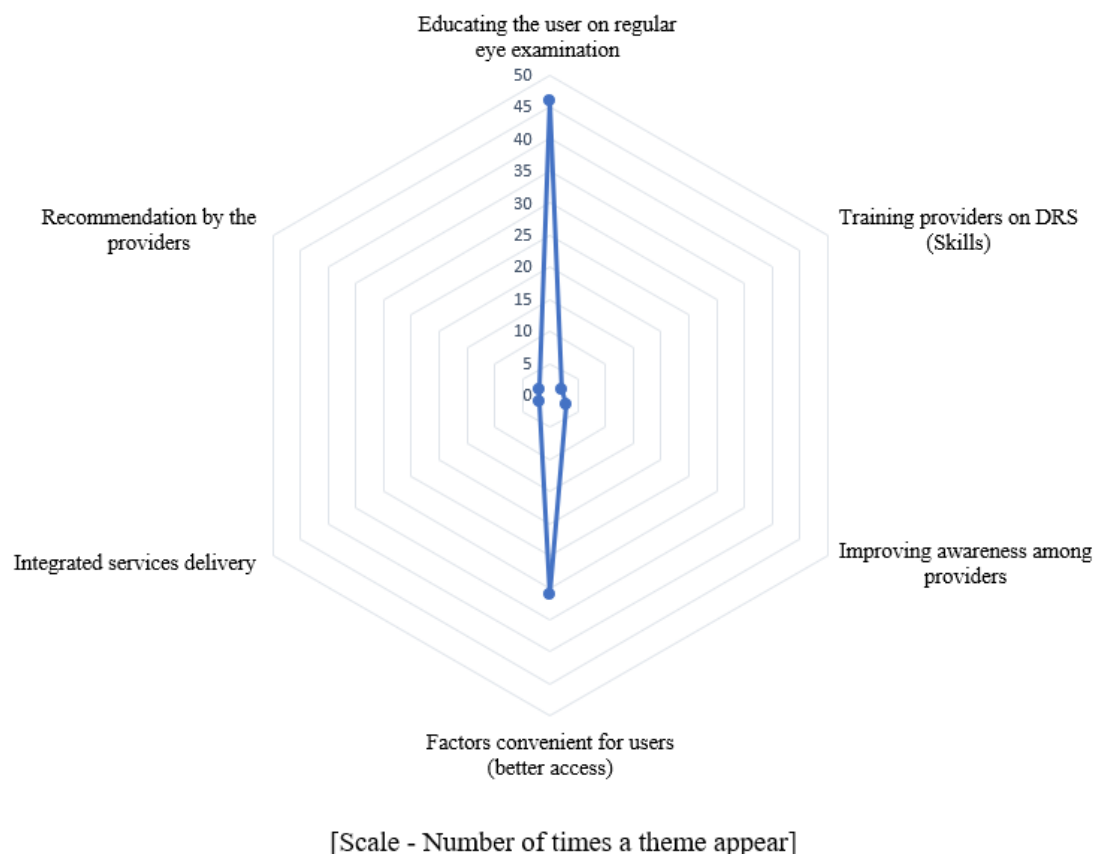 Educating the user on regular
eye examination
50
45
40
35
30
25
20
15
10
5
0
Recommendation by the
providers
Training providers on DRS
(Skills)
Integrated services delivery
Improving awareness among
providers
Factors convenient for users
(better access)
[Scale - Number of times a theme appear]